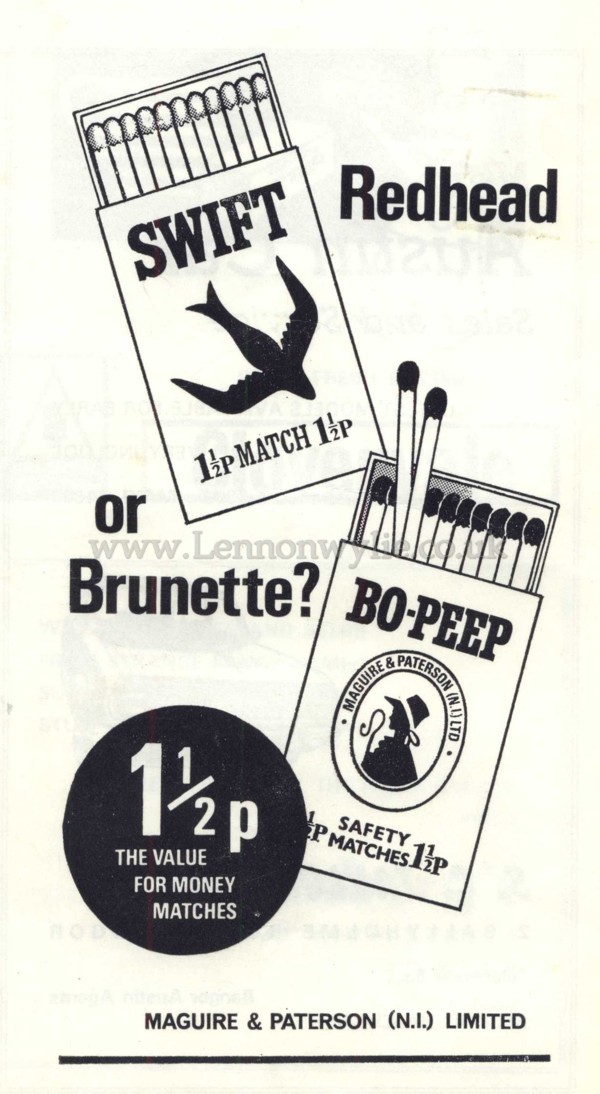 SWIFT
1½P MATCH 1½P
Redhead
or
www.Lennonwylie.co.uk
Brunette?
BO-PEEP
· MAGUIRE & PATERSON (N.I.) LTD ·
½P SAFETY MATCHES 1½P
1½p
THE VALUE
FOR MONEY
MATCHES
MAGUIRE & PATERSON (N.I.) LIMITED